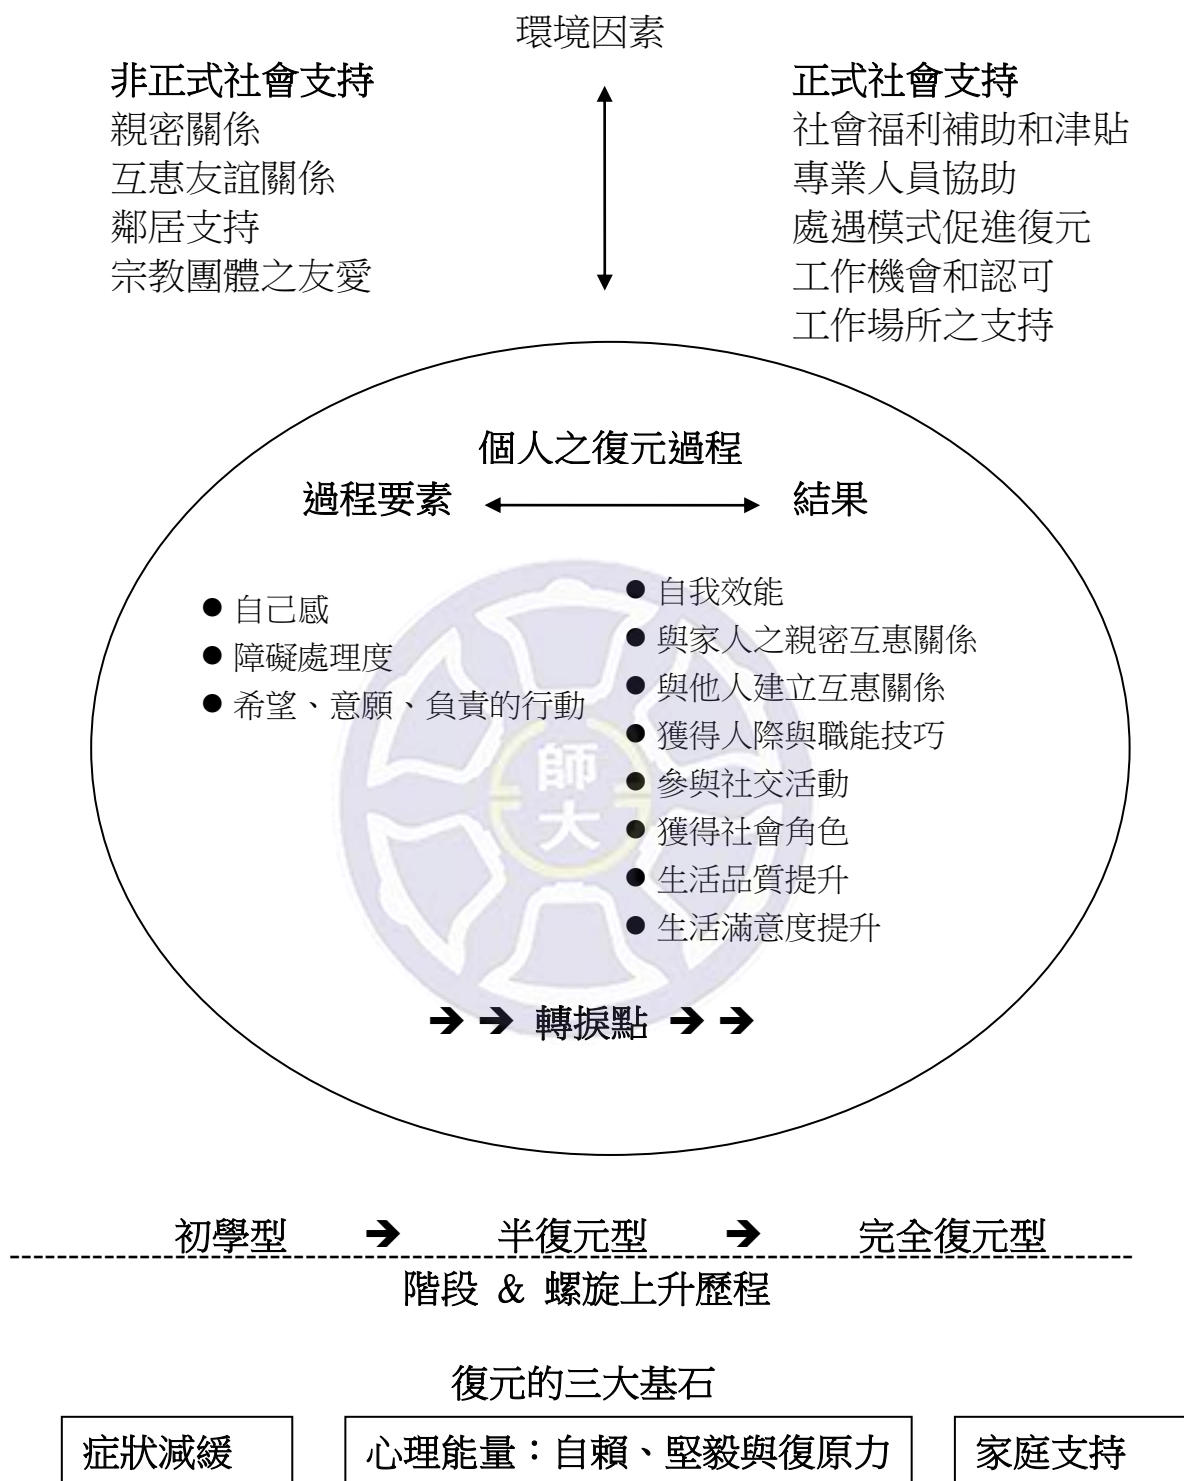 環境因素
非正式社會支持
親密關係
互惠友誼關係
鄰居支持
宗教團體之友愛
正式社會支持
社會福利補助和津貼
專業人員協助
處遇模式促進復元
工作機會和認可
工作場所之支持
個人之復元過程
過程要素 結果
● 自己感
● 障礙處理度
● 希望、意願、負責的行動
● 自我效能
● 與家人之親密互惠關係
● 與他人建立互惠關係
● 獲得人際與職能技巧
● 參與社交活動
● 獲得社會角色
● 生活品質提升
● 生活滿意度提升
師大
➔ ➔ 轉捩點 ➔ ➔
初學型 ➔ 半復元型 ➔ 完全復元型
階段 & 螺旋上升歷程
復元的三大基石
症狀減緩
心理能量：自賴、堅毅與復原力
家庭支持